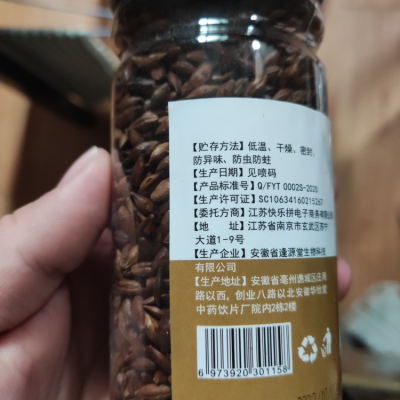 【贮存方法】低温、干燥、密封、
防异味、防虫防蛀
【生产日期】见喷码
【产品标准号】Q/FYT 0002S-2020
【生产许可证】SC10634160215267
【委托方商】江苏快乐拼电子商务有限
【地 址】江苏省南京市玄武区苏宁
大道1-9号
【生产企业】安徽省逢源堂生物科技
有限公司
【生产地址】安徽省亳州谯城区庄周
路以西，创业八路以北安徽华怡堂
中药饮片厂院内2栋2楼
6 973920 301158